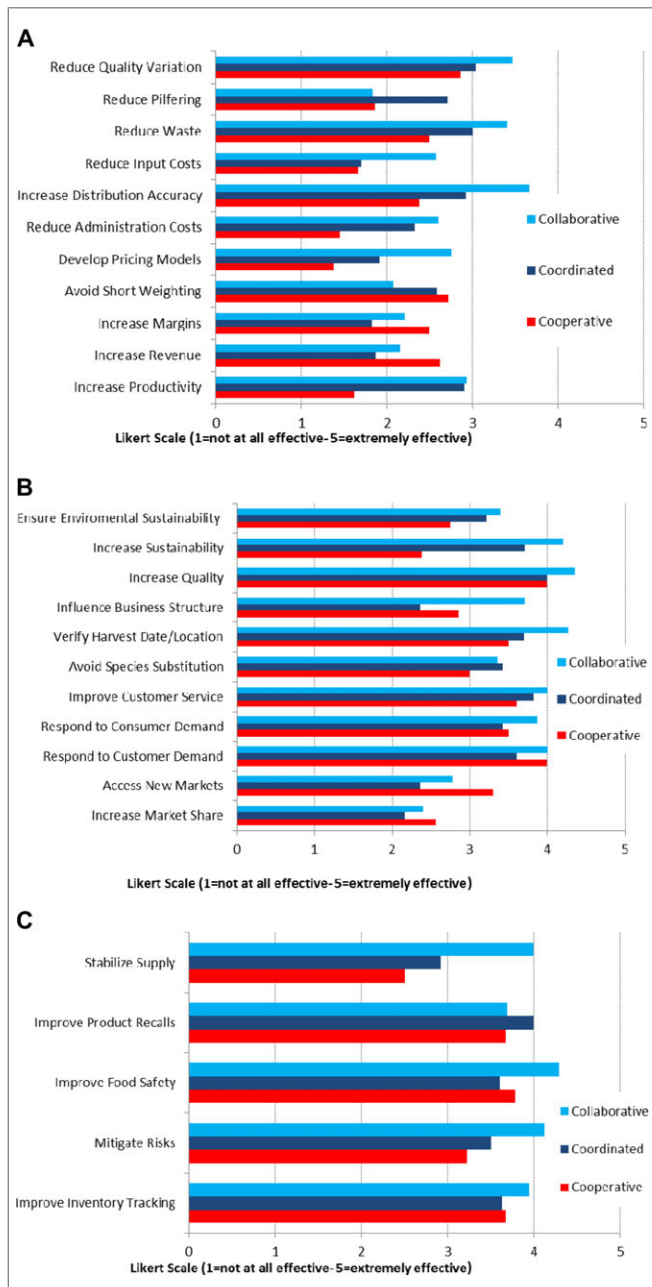 A
Reduce Quality Variation
Reduce Pilfering
Reduce Waste
Reduce Input Costs
Increase Distribution Accuracy
Reduce Administration Costs
Develop Pricing Models
Avoid Short Weighting
Increase Margins
Increase Revenue
Increase Productivity
Collaborative
Coordinated
Cooperative
0 1 2 3 4 5
Likert Scale (1=not at all effective-5=extremely effective)
B
Ensure Enviromental Sustainability
Increase Sustainability
Increase Quality
Influence Business Structure
Verify Harvest Date/Location
Avoid Species Substitution
Improve Customer Service
Respond to Consumer Demand
Respond to Customer Demand
Access New Markets
Increase Market Share
Collaborative
Coordinated
Cooperative
0 1 2 3 4 5
Likert Scale (1=not at all effective-5=extremely effective)
C
Stabilize Supply
Improve Product Recalls
Improve Food Safety
Mitigate Risks
Improve Inventory Tracking
Collaborative
Coordinated
Cooperative
0 1 2 3 4 5
Likert Scale (1=not at all effective-5=extremely effective)